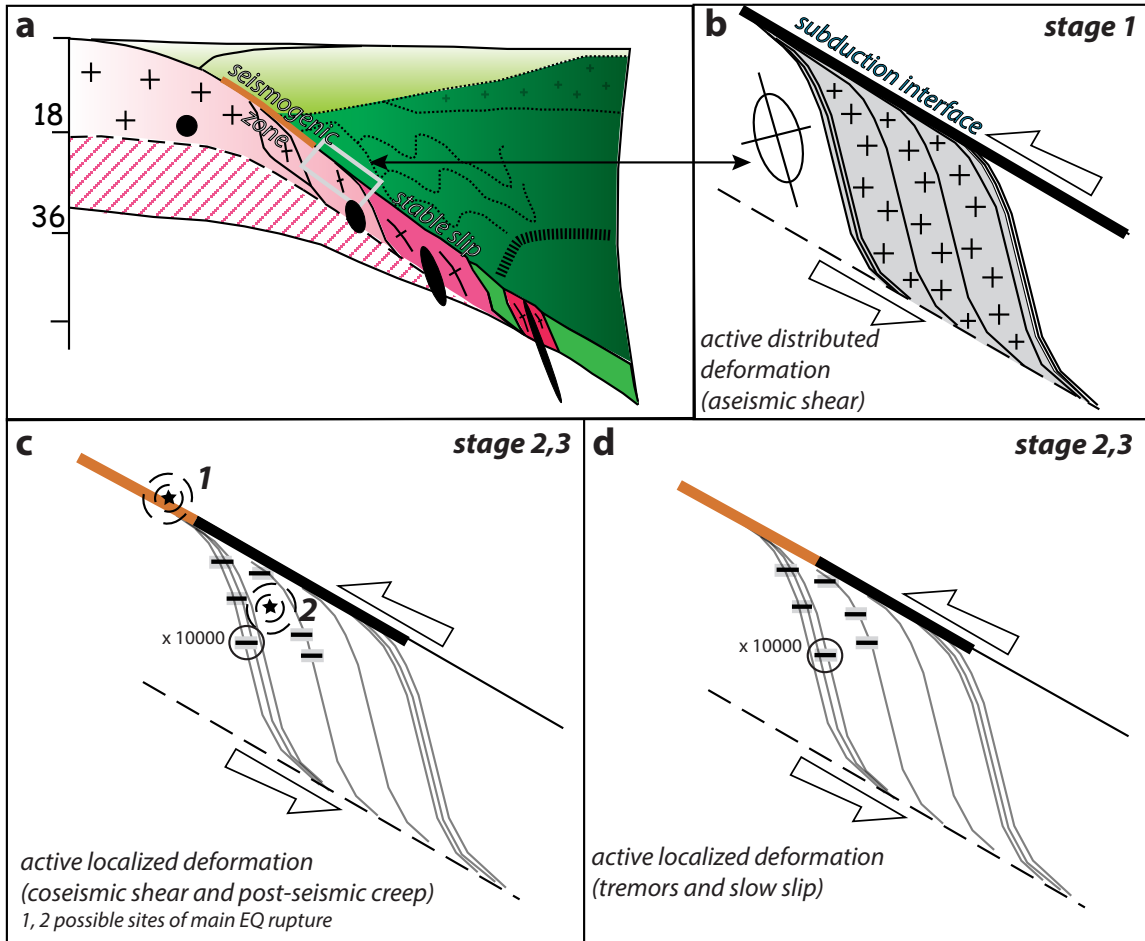 a
18
36
seismogenic
zone
stable slip
b
stage 1
subduction interface
active distributed
deformation
(aseismic shear)
c
stage 2,3
1
2
x 10000
active localized deformation
(coseismic shear and post-seismic creep)
1, 2 possible sites of main EQ rupture
d
stage 2,3
x 10000
active localized deformation
(tremors and slow slip)